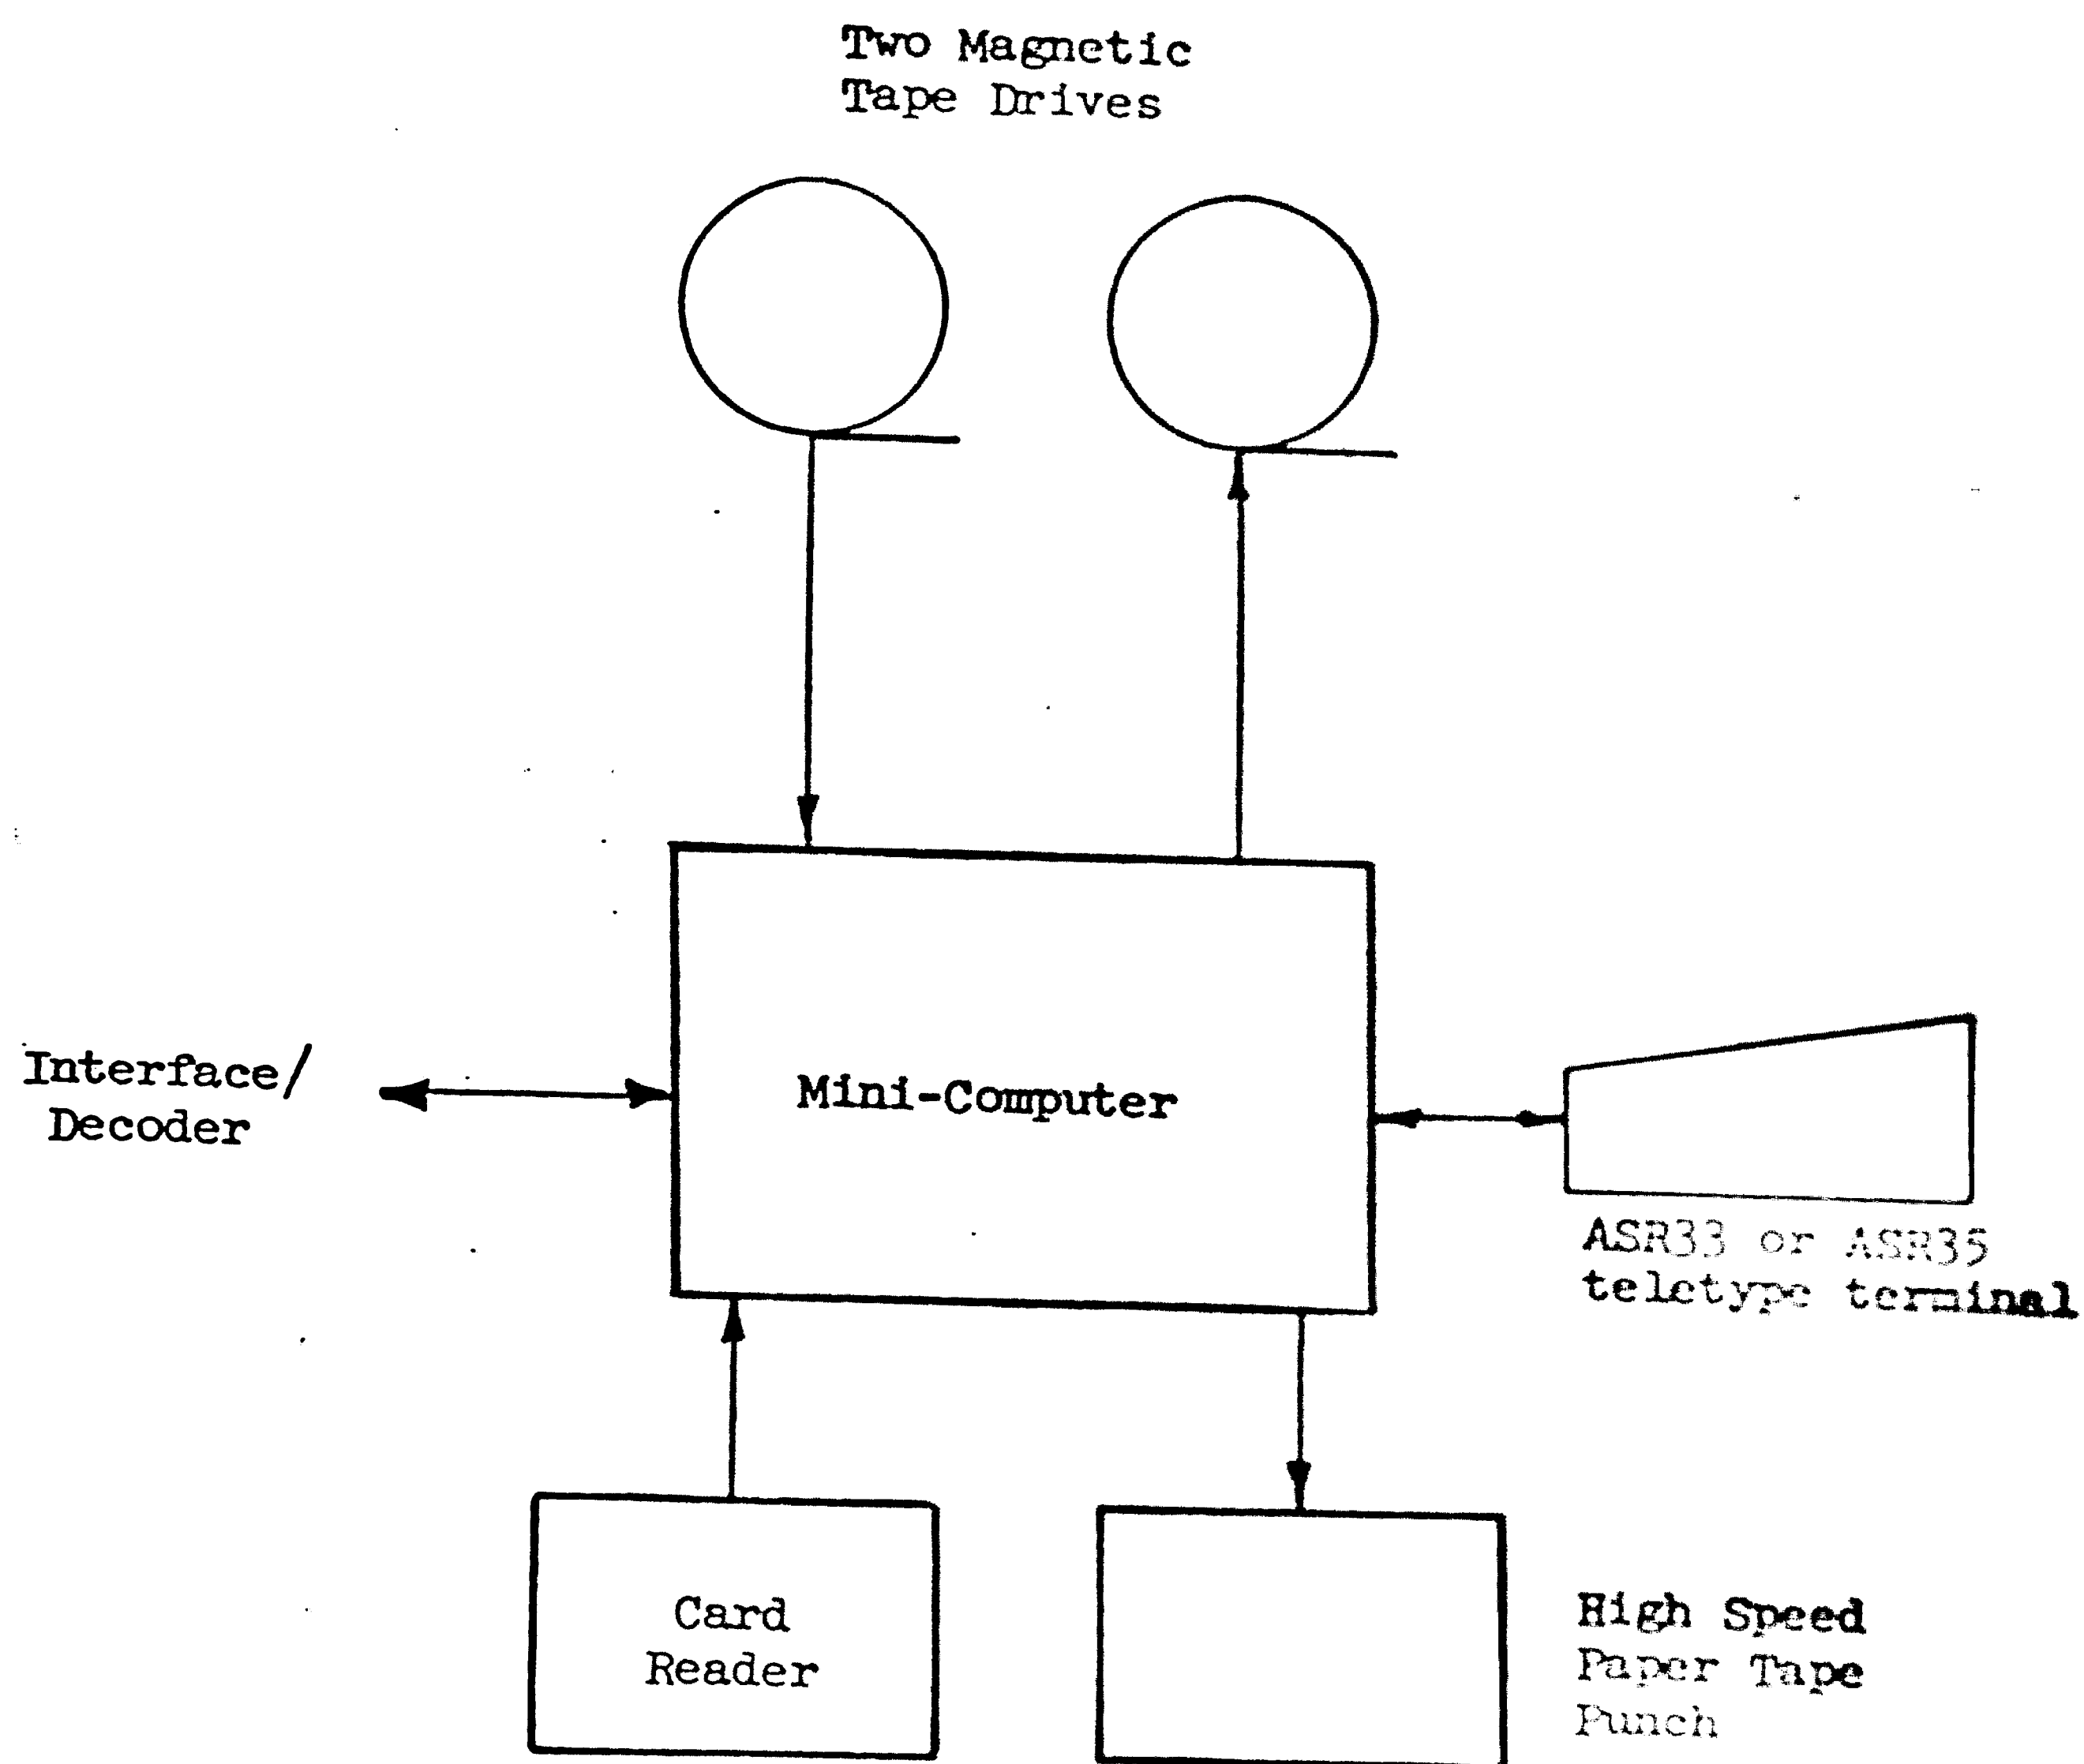 Two Magnetic
Tape Drives
Interface/
Decoder
Mini-Computer
ASR33 or ASR35
teletype terminal
Card
Reader
High Speed
Paper Tape
Punch